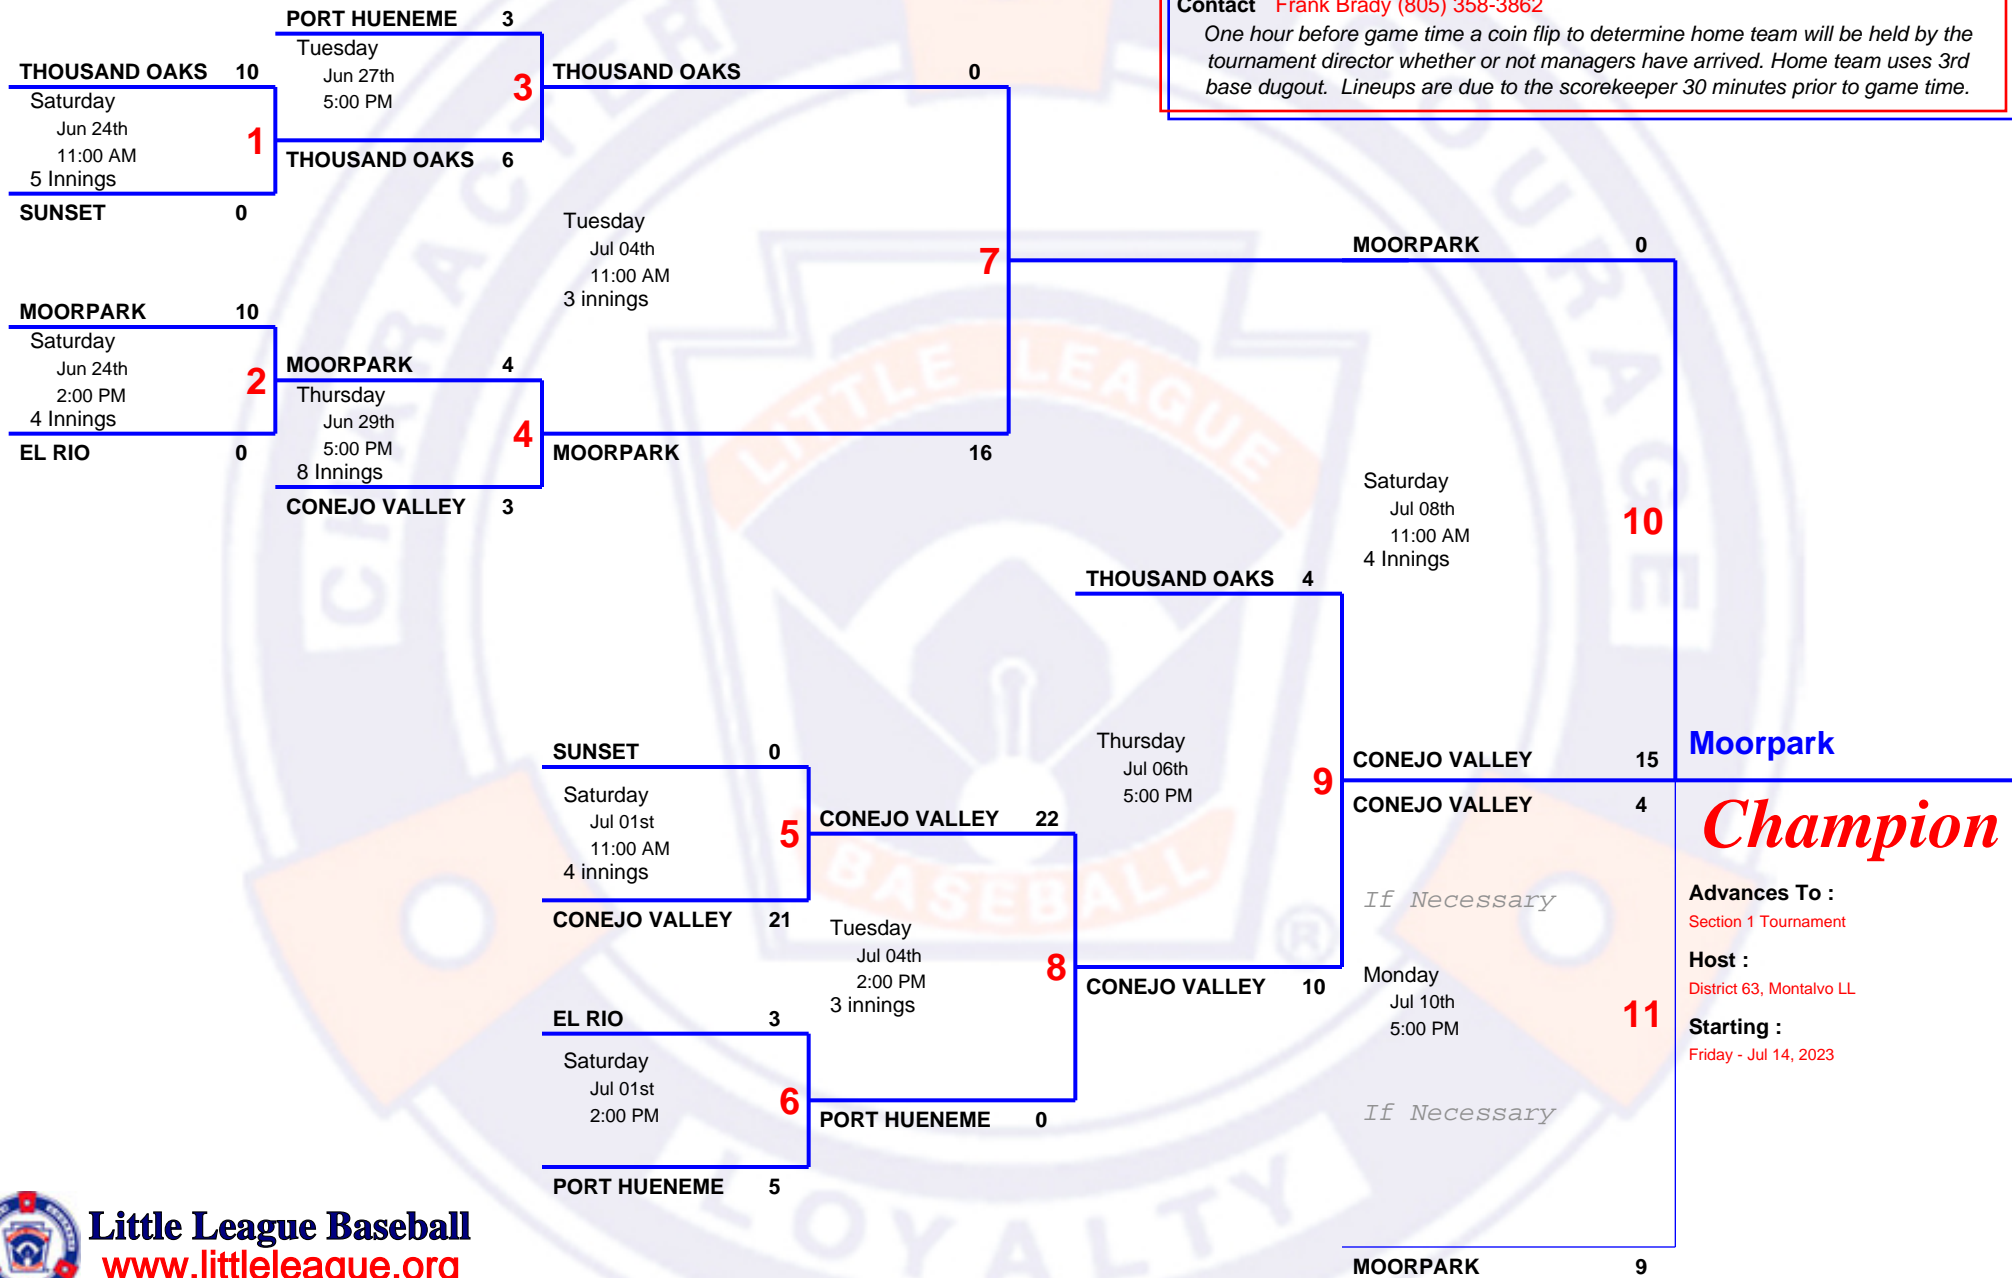 Contact Frank Brady (805) 358-3862
One hour before game time a coin flip to determine home team will be held by the
tournament director whether or not managers have arrived. Home team uses 3rd
base dugout. Lineups are due to the scorekeeper 30 minutes prior to game time.
THOUSAND OAKS 10
Saturday
Jun 24th
11:00 AM
5 Innings
1
SUNSET 0
MOORPARK 10
Saturday
Jun 24th
2:00 PM
4 Innings
2
EL RIO 0
PORT HUENEME 3
Tuesday
Jun 27th
5:00 PM
3
THOUSAND OAKS 6
MOORPARK 4
Thursday
Jun 29th
5:00 PM
8 Innings
4
CONEJO VALLEY 3
THOUSAND OAKS 0
Tuesday
Jul 04th
11:00 AM
3 innings
7
MOORPARK 16
SUNSET 0
Saturday
Jul 01st
11:00 AM
4 innings
5
CONEJO VALLEY 21
EL RIO 3
Saturday
Jul 01st
2:00 PM
6
PORT HUENEME 5
CONEJO VALLEY 22
Tuesday
Jul 04th
2:00 PM
3 innings
8
PORT HUENEME 0
THOUSAND OAKS 4
Thursday
Jul 06th
5:00 PM
9
CONEJO VALLEY 10
MOORPARK 0
Saturday
Jul 08th
11:00 AM
4 Innings
10
CONEJO VALLEY 15
CONEJO VALLEY 4
If Necessary
Monday
Jul 10th
5:00 PM
11
If Necessary
MOORPARK 9
Moorpark
Champion
Advances To :
Section 1 Tournament
Host :
District 63, Montalvo LL
Starting :
Friday - Jul 14, 2023
CHARACTER
COURAGE
LOYALTY
LITTLE LEAGUE
BASEBALL
®
Little League Baseball
www.littleleague.org